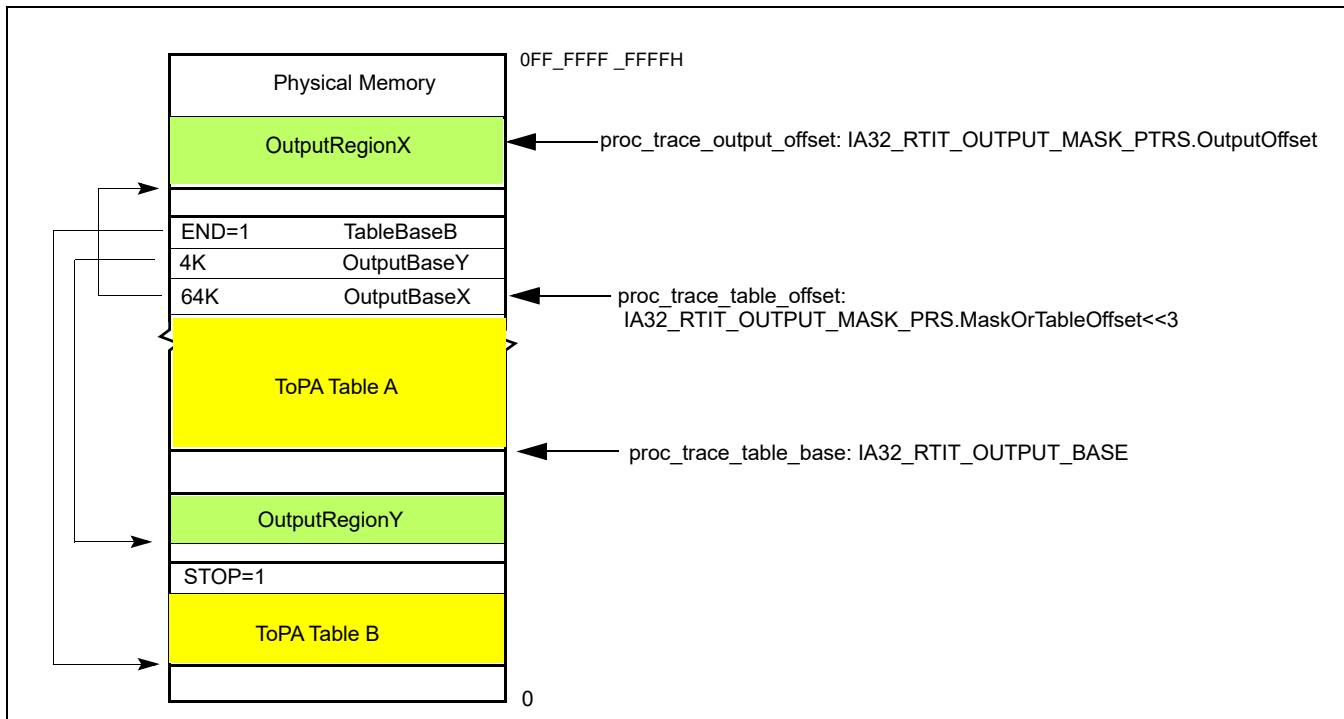 0FF_FFFF _FFFFH
Physical Memory
OutputRegionX
proc_trace_output_offset: IA32_RTIT_OUTPUT_MASK_PTRS.OutputOffset
END=1 TableBaseB
4K OutputBaseY
64K OutputBaseX
proc_trace_table_offset:
IA32_RTIT_OUTPUT_MASK_PRS.MaskOrTableOffset<<3
ToPA Table A
proc_trace_table_base: IA32_RTIT_OUTPUT_BASE
OutputRegionY
STOP=1
ToPA Table B
0